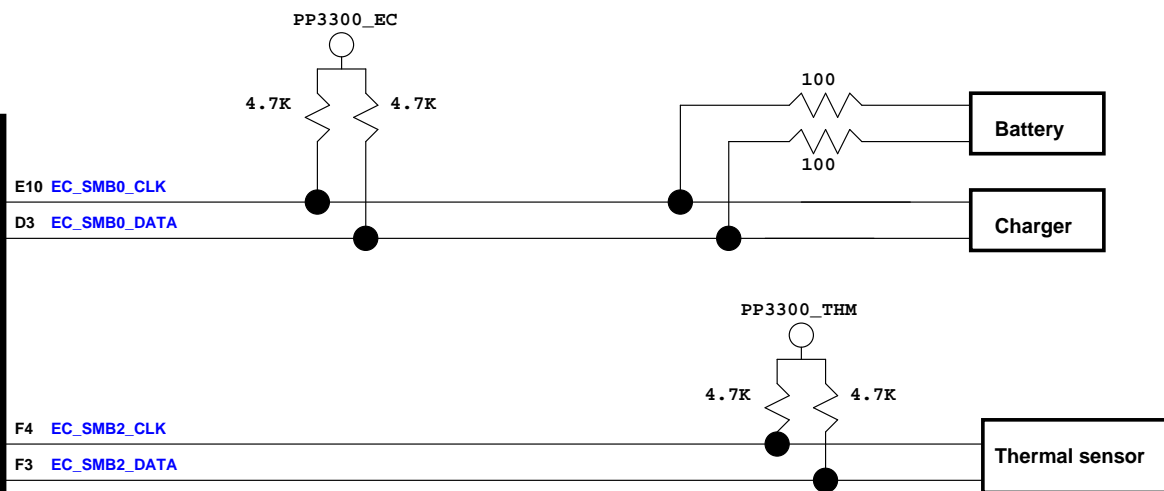 PP3300_EC
4.7K 4.7K
100
Battery
100
E10 EC_SMB0_CLK
D3 EC_SMB0_DATA
Charger
PP3300_THM
4.7K 4.7K
F4 EC_SMB2_CLK
F3 EC_SMB2_DATA
Thermal sensor